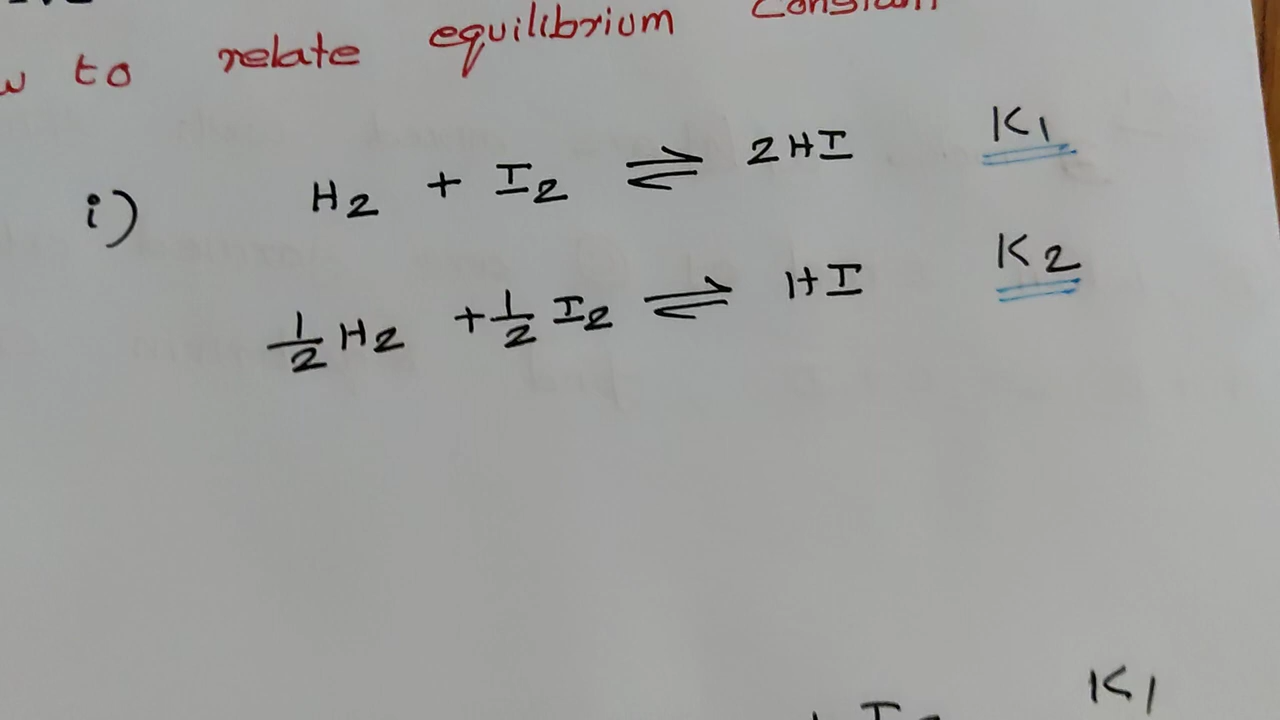 to relate equilibrium
i) H2 + I2 ⇌ 2HI K1
1/2 H2 + 1/2 I2 ⇌ HI K2
K1